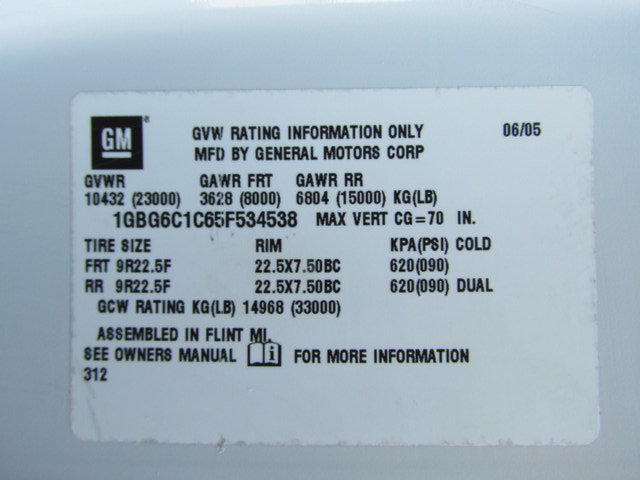 GM® GVW RATING INFORMATION ONLY 06/05
MFD BY GENERAL MOTORS CORP
GVWR GAWR FRT GAWR RR
10432 (23000) 3628 (8000) 6804 (15000) KG(LB)
1GBG6C1C65F534538 MAX VERT CG=70 IN.
TIRE SIZE RIM KPA(PSI) COLD
FRT 9R22.5F 22.5X7.50BC 620(090)
RR 9R22.5F 22.5X7.50BC 620(090) DUAL
GCW RATING KG(LB) 14968 (33000)
ASSEMBLED IN FLINT MI.
SEE OWNERS MANUAL i FOR MORE INFORMATION
312